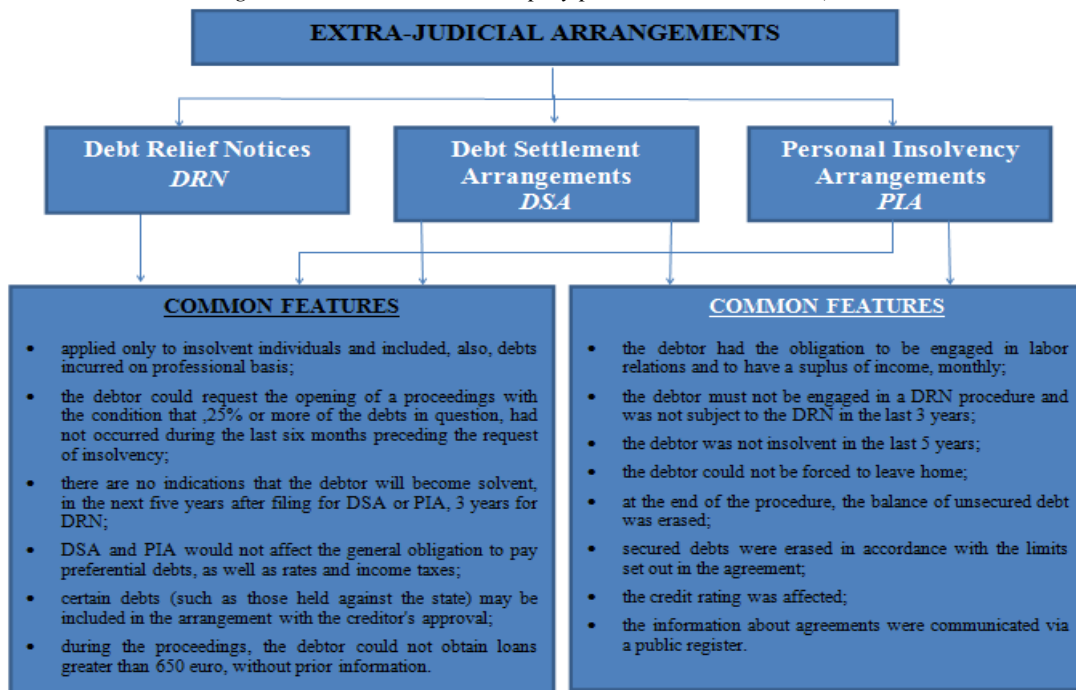 EXTRA-JUDICIAL ARRANGEMENTS
Debt Relief Notices
DRN
Debt Settlement
Arrangements
DSA
Personal Insolvency
Arrangements
PIA
COMMON FEATURES
• applied only to insolvent individuals and included, also, debts
incurred on professional basis;
• the debtor could request the opening of a proceedings with
the condition that ,25% or more of the debts in question, had
not occurred during the last six months preceding the request
of insolvency;
• there are no indications that the debtor will become solvent,
in the next five years after filing for DSA or PIA, 3 years for
DRN;
• DSA and PIA would not affect the general obligation to pay
preferential debts, as well as rates and income taxes;
• certain debts (such as those held against the state) may be
included in the arrangement with the creditor's approval;
• during the proceedings, the debtor could not obtain loans
greater than 650 euro, without prior information.
COMMON FEATURES
• the debtor had the obligation to be engaged in labor
relations and to have a suplus of income, monthly;
• the debtor must not be engaged in a DRN procedure and
was not subject to the DRN in the last 3 years;
• the debtor was not insolvent in the last 5 years;
• the debtor could not be forced to leave home;
• at the end of the procedure, the balance of unsecured debt
was erased;
• secured debts were erased in accordance with the limits
set out in the agreement;
• the credit rating was affected;
• the information about agreements were communicated via
a public register.